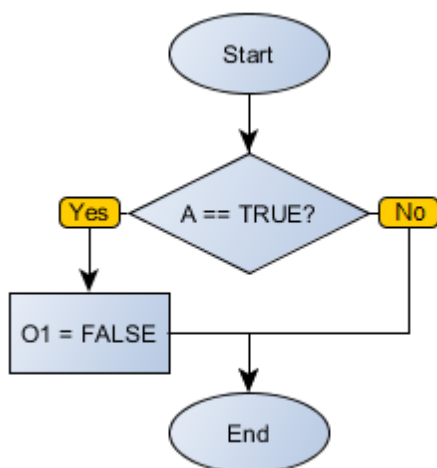 Start
A == TRUE?
Yes
No
O1 = FALSE
End